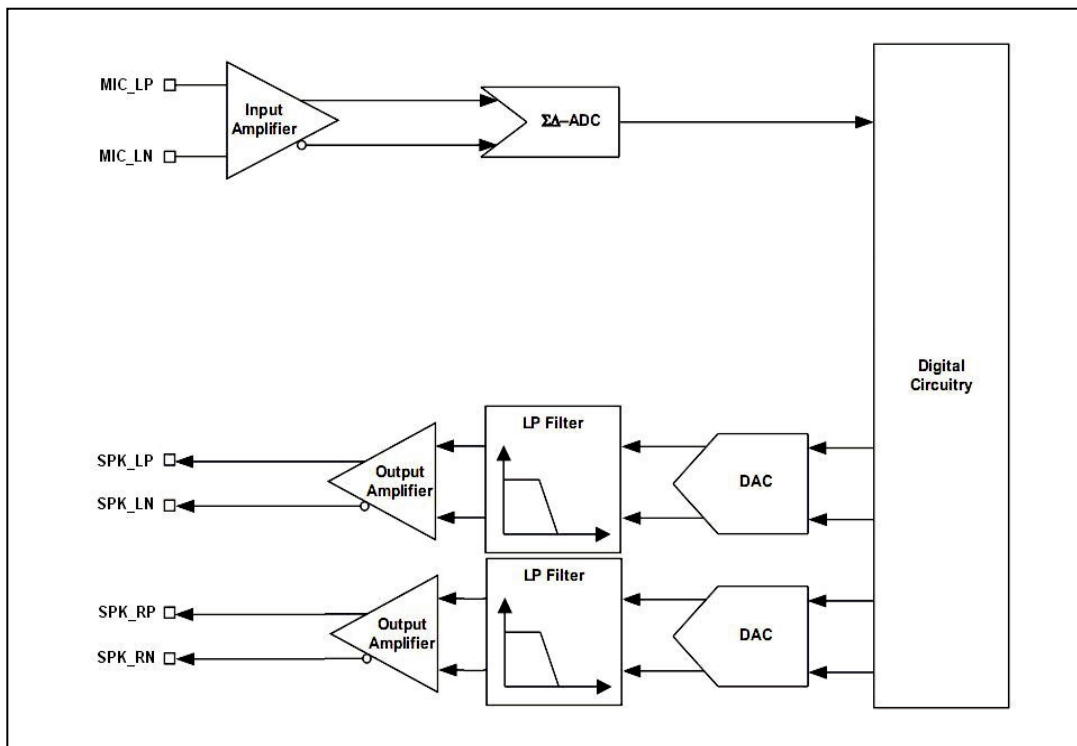 MIC_LP
MIC_LN
Input
Amplifier
ΣΔ–ADC
Digital
Circuitry
LP Filter
SPK_LP
SPK_LN
Output
Amplifier
DAC
LP Filter
SPK_RP
SPK_RN
Output
Amplifier
DAC